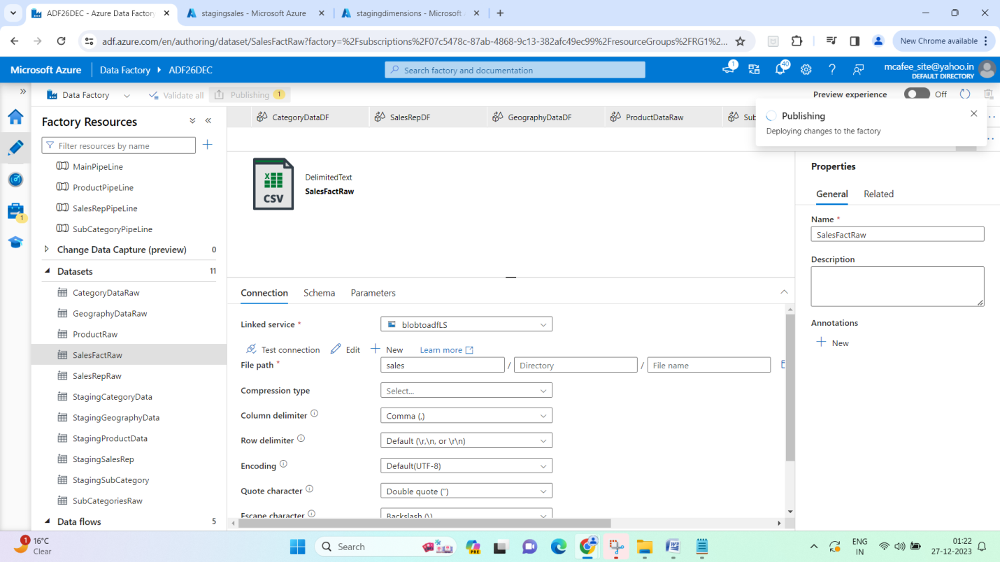 ADF26DEC - Azure Data Factory
stagingsales - Microsoft Azure
stagingdimensions - Microsoft
adf.azure.com/en/authoring/dataset/SalesFactRaw?factory=%2Fsubscriptions%2F07c5478c-87ab-4868-9c13-382afc49ec99%2FresourceGroups%2FRG1%2...
New Chrome available
Microsoft Azure
Data Factory
ADF26DEC
Search factory and documentation
1
40
mcafee_site@yahoo.in
DEFAULT DIRECTORY
Data Factory
Validate all
Publishing 1
Preview experience
Off
Factory Resources
CategoryDataDF
SalesRepDF
GeographyDataDF
ProductDataRaw
Sub
Publishing
Deploying changes to the factory
Filter resources by name
MainPipeLine
ProductPipeLine
SalesRepPipeLine
SubCategoryPipeLine
Change Data Capture (preview) 0
Datasets 11
CategoryDataRaw
GeographyDataRaw
ProductRaw
SalesFactRaw
SalesRepRaw
StagingCategoryData
StagingGeographyData
StagingProductData
StagingSalesRep
StagingSubCategory
SubCategoriesRaw
Data flows 5
1
X
CSV
DelimitedText
SalesFactRaw
Connection
Schema
Parameters
Linked service *
blobtoadfLS
Test connection
Edit
New
Learn more
File path *
sales / Directory / File name
Compression type
Select...
Column delimiter
Comma (,)
Row delimiter
Default (\r,\n, or \r\n)
Encoding
Default(UTF-8)
Quote character
Double quote (")
Escape character
Backslash (\)
Properties
General
Related
Name *
SalesFactRaw
Description
Annotations
New
1
16°C
Clear
Search
PRE
ENG
IN
01:22
27-12-2023